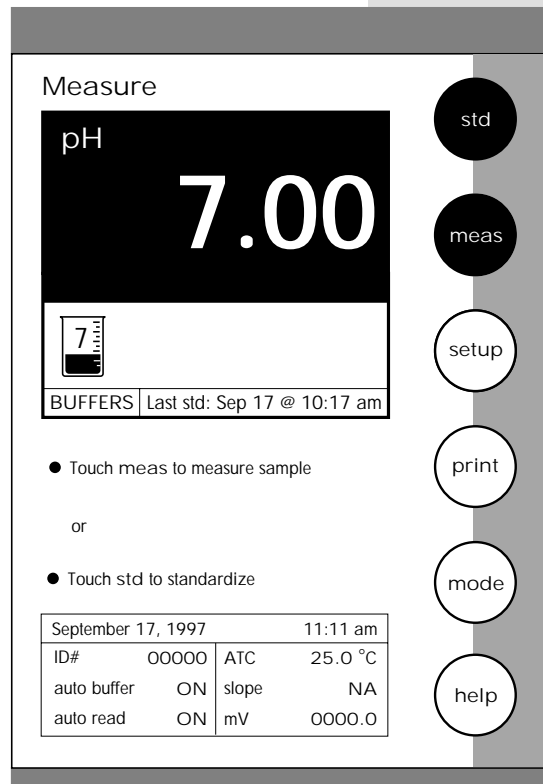 Measure
pH
7.00
7
BUFFERS Last std: Sep 17 @ 10:17 am
● Touch meas to measure sample
or
● Touch std to standardize
September 17, 1997 11:11 am
ID# 00000 ATC 25.0 °C
auto buffer ON slope NA
auto read ON mV 0000.0
std
meas
setup
print
mode
help